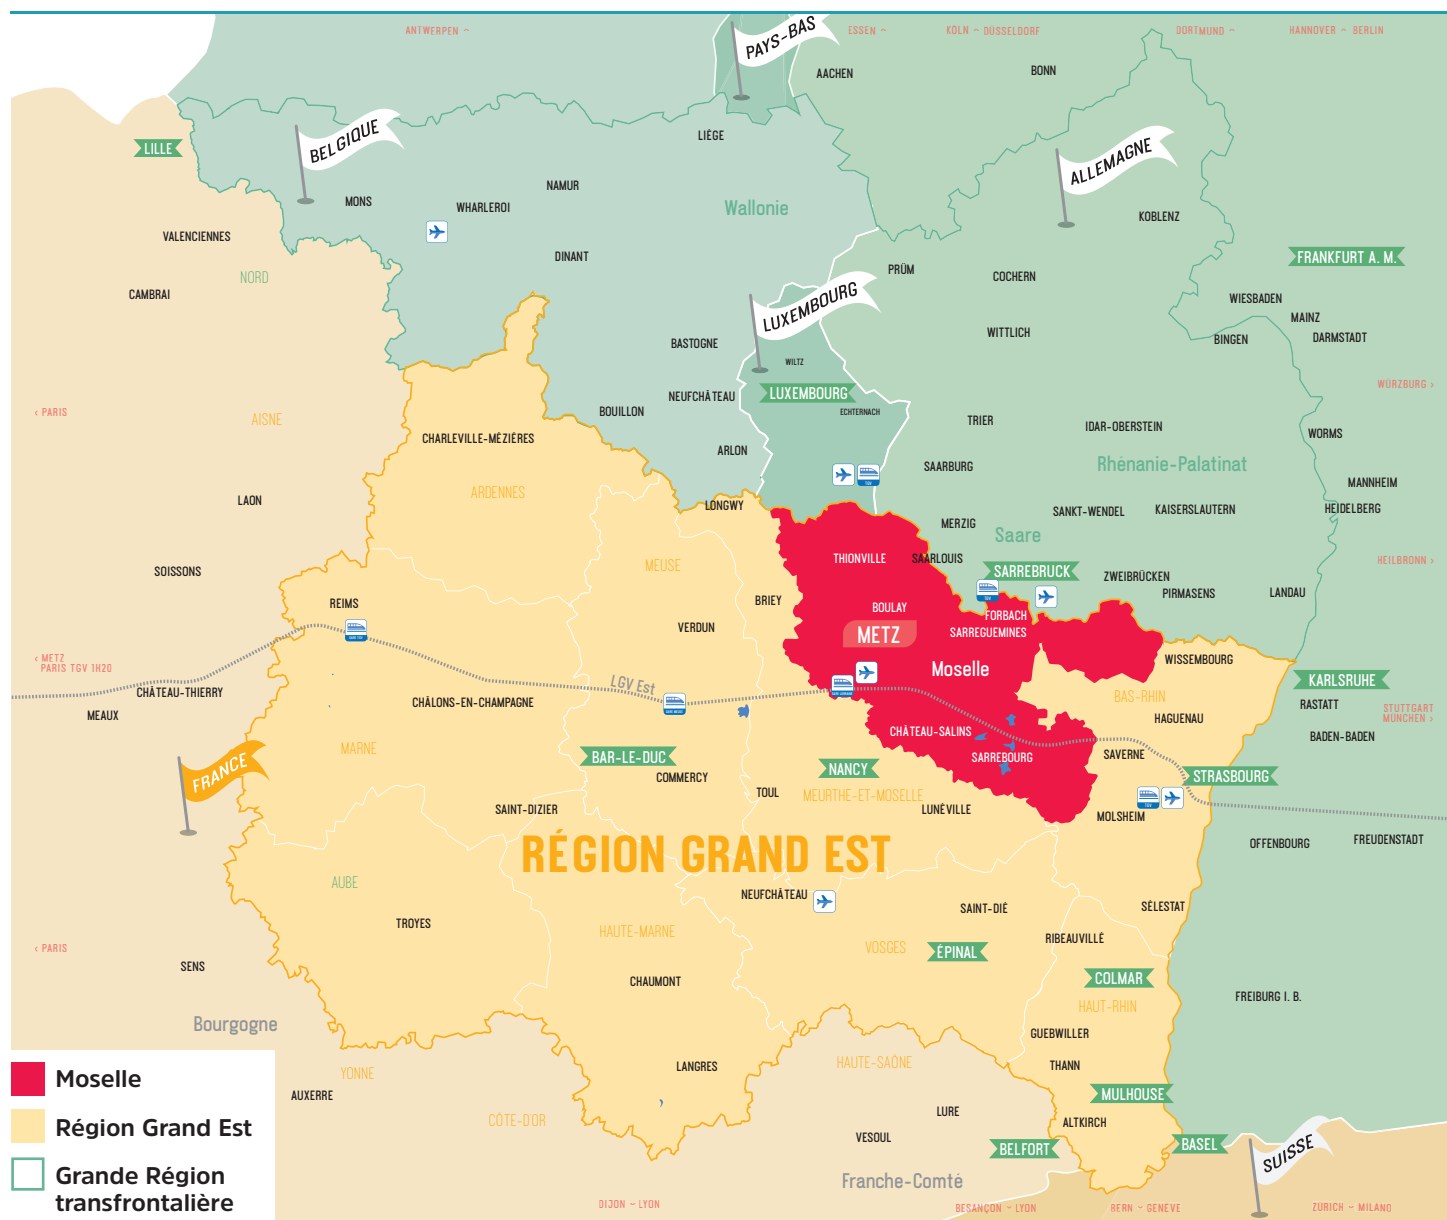 ANTWERPEN ~
PAYS-BAS
ESSEN ~
KÖLN ~ DÜSSELDORF
DORTMUND ~
HANNOVER ~ BERLIN
AACHEN
BONN
BELGIQUE
LILLE
LIÈGE
ALLEMAGNE
NAMUR
MONS
WHARLEROI
Wallonie
KOBLENZ
VALENCIENNES
DINANT
FRANKFURT A. M.
NORD
PRÜM
COCHERN
CAMBRAI
LUXEMBOURG
WIESBADEN
MAINZ
WITTLICH
BINGEN
DARMSTADT
BASTOGNE
WILTZ
WÜRZBURG ›
LUXEMBOURG
NEUFCHÂTEAU
‹ PARIS
BOUILLON
ECHTERNACH
AISNE
TRIER
IDAR-OBERSTEIN
WORMS
CHARLEVILLE-MÉZIÈRES
ARLON
SAARBURG
Rhénanie-Palatinat
MANNHEIM
ARDENNES
TGV
LAON
LONGWY
SANKT-WENDEL
KAISERSLAUTERN
HEIDELBERG
MERZIG
Saare
THIONVILLE
SAARLOUIS
HEILBRONN ›
MEUSE
SOISSONS
SARREBRUCK
ZWEIBRÜCKEN
PIRMASENS
LANDAU
TGV
BRIEY
REIMS
BOULAY
FORBACH
VERDUN
METZ
SARREGUEMINES
‹ METZ
PARIS TGV 1H20
Moselle
WISSEMBOURG
LGV Est
CHÂTEAU-THIERRY
BAS-RHIN
KARLSRUHE
MEAUX
CHÂLONS-EN-CHAMPAGNE
RASTATT
STUTTGART
MÜNCHEN ›
HAGUENAU
CHÂTEAU-SALINS
BADEN-BADEN
MARNE
BAR-LE-DUC
SARREBOURG
SAVERNE
FRANCE
NANCY
STRASBOURG
COMMERCY
TOUL
MEURTHE-ET-MOSELLE
TGV
SAINT-DIZIER
LUNÉVILLE
MOLSHEIM
OFFENBOURG
FREUDENSTADT
RÉGION GRAND EST
AUBE
NEUFCHÂTEAU
SAINT-DIÉ
SÉLESTAT
TROYES
HAUTE-MARNE
RIBEAUVILLÉ
‹ PARIS
VOSGES
ÉPINAL
SENS
CHAUMONT
COLMAR
FREIBURG I. B.
HAUT-RHIN
Bourgogne
GUEBWILLER
HAUTE-SAÔNE
LANGRES
THANN
YONNE
Moselle
AUXERRE
MULHOUSE
LURE
CÔTE-D'OR
ALTKIRCH
Région Grand Est
VESOUL
BELFORT
BASEL
SUISSE
Grande Région
transfrontalière
Franche-Comté
DIJON ~ LYON
BESANÇON ~ LYON
BERN ~ GENÈVE
ZÜRICH ~ MILANO